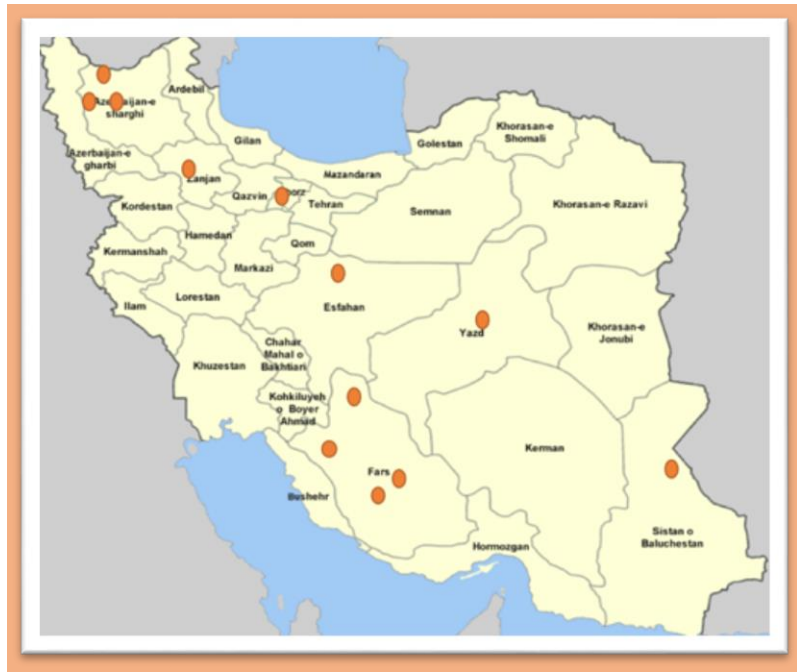 Ardebil
sharghi
Azerbaijan-e
gharbi
Gilan
Zanjan
Qazvin
Mazandaran
Tehran
Golestan
Khorasan-e
Shomali
Khorasan-e Razavi
Semnan
Kordestan
Hamedan
Qom
Kermanshah
Markazi
Ilam
Lorestan
Esfahan
Yazd
Khorasan-e
Jonubi
Khuzestan
Chahar
Mahal o
Bakhtiari
Kohkiluyeh
o Boyer
Ahmad
Fars
Kerman
Bushehr
Hormozgan
Sistan o
Baluchestan